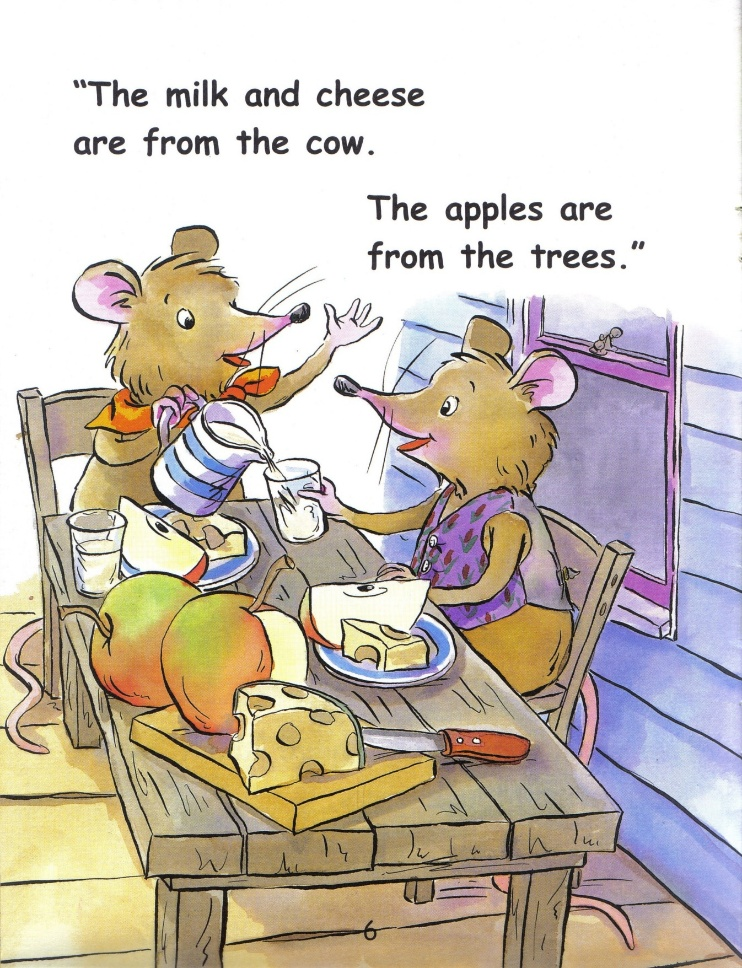 “The milk and cheese
are from the cow.
The apples are
from the trees.”
6